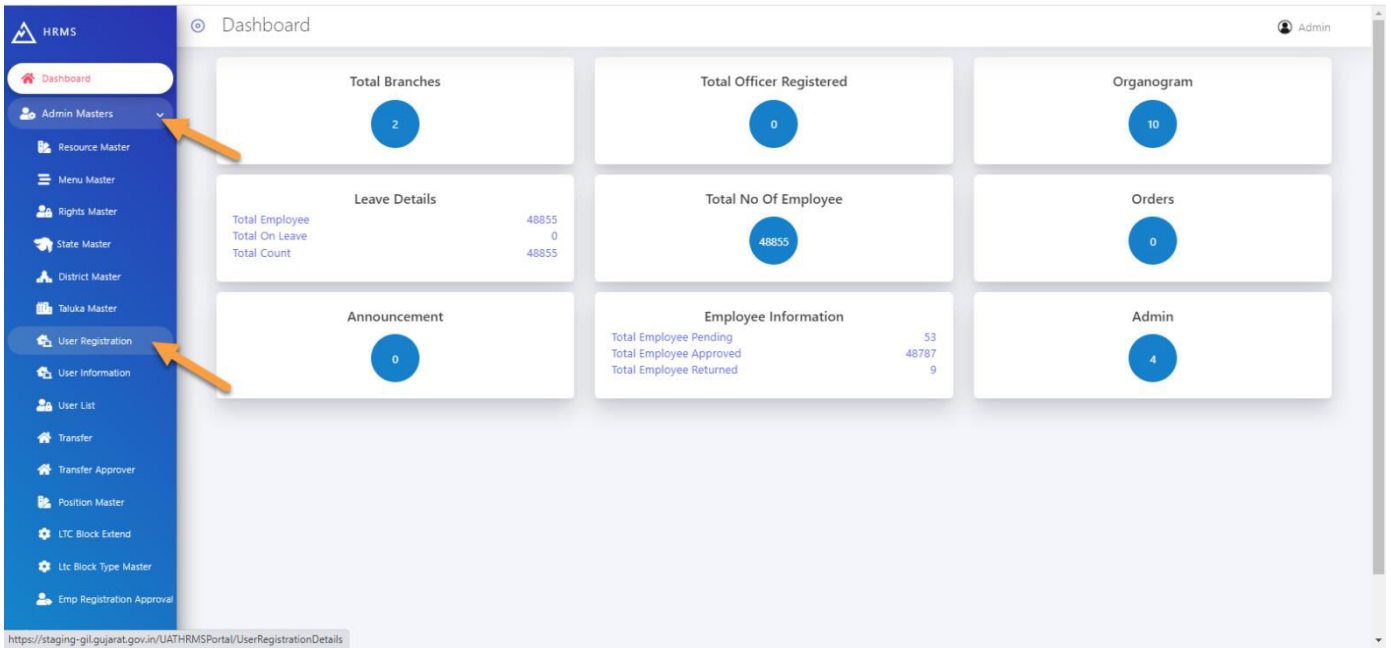 HRMS
Dashboard
Admin
Dashboard
Admin Masters
Resource Master
Menu Master
Rights Master
State Master
District Master
Taluka Master
User Registration
User Information
User List
Transfer
Transfer Approver
Position Master
LTC Block Extend
Ltc Block Type Master
Emp Registration Approval
Total Branches
2
Total Officer Registered
0
Organogram
10
Leave Details
Total Employee 48855
Total On Leave 0
Total Count 48855
Total No Of Employee
48855
Orders
0
Announcement
0
Employee Information
Total Employee Pending 53
Total Employee Approved 48787
Total Employee Returned 9
Admin
4
https://staging-gil.gujarat.gov.in/UATHRMSPortal/UserRegistrationDetails